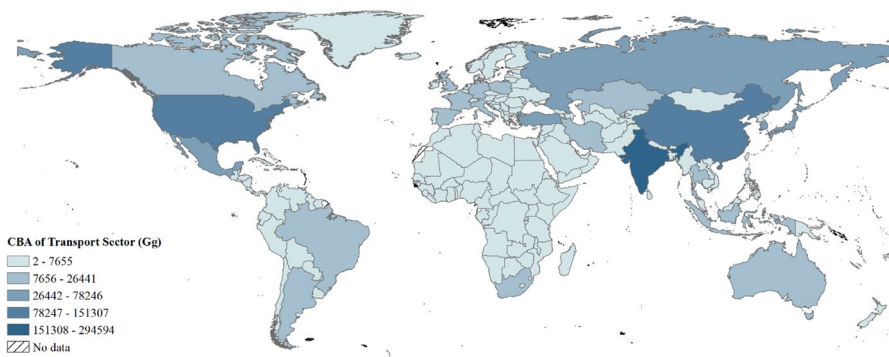 CBA of Transport Sector (Gg)
2 - 7655
7656 - 26441
26442 - 78246
78247 - 151307
151308 - 294594
No data